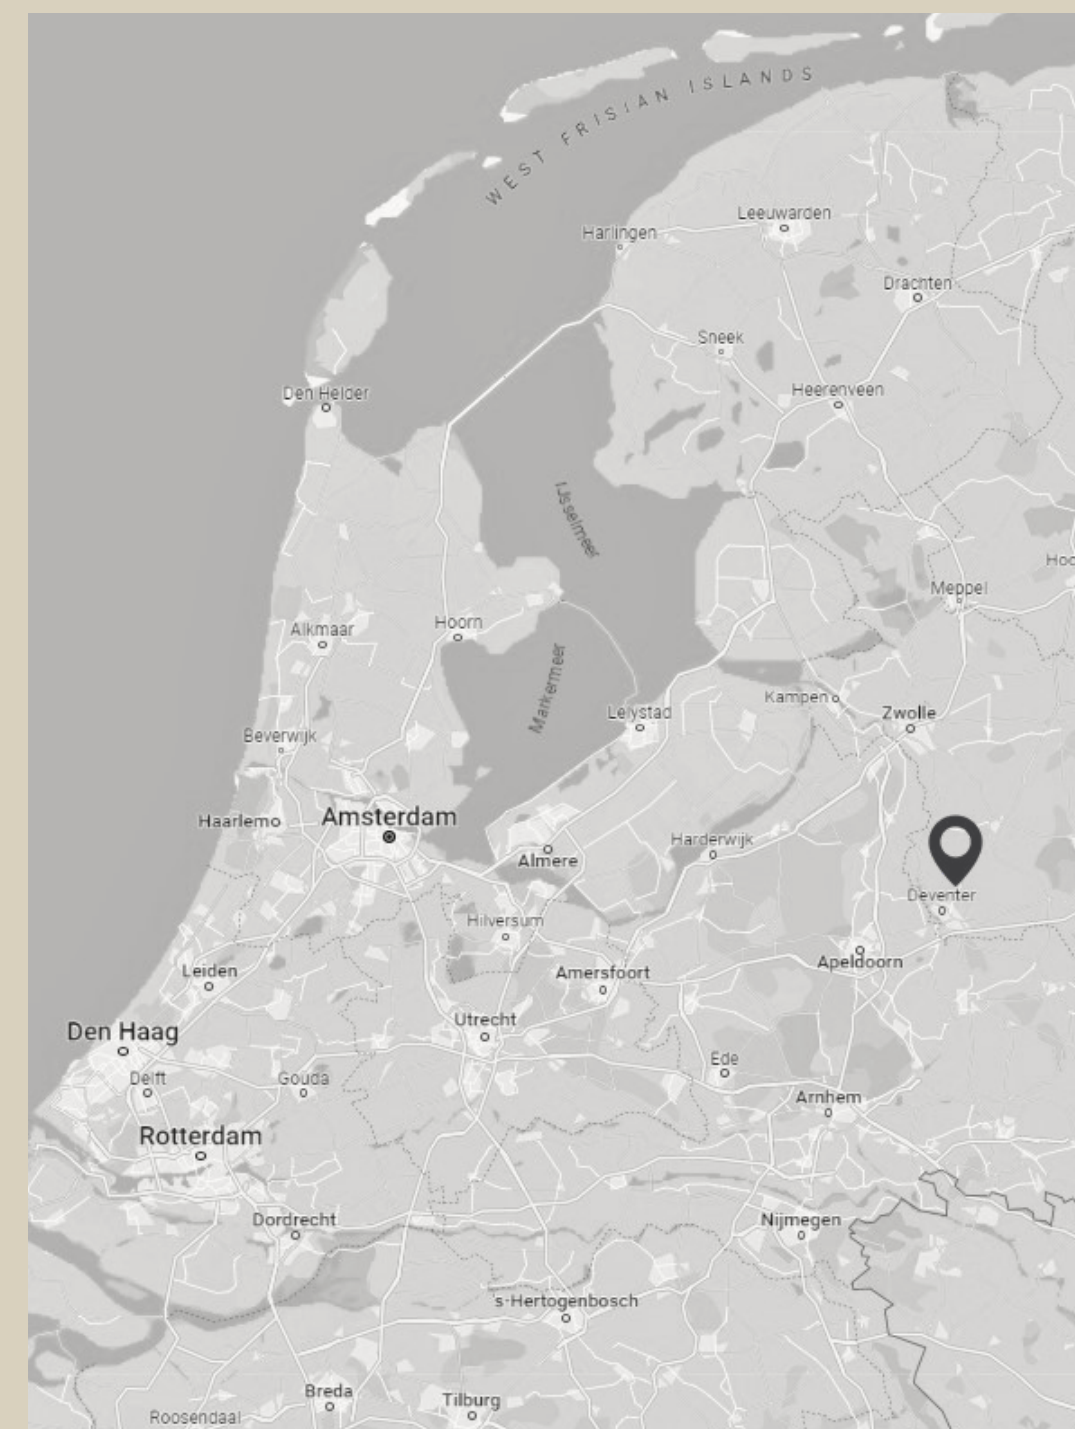 WEST FRISIAN ISLANDS
Leeuwarden
Harlingen
Drachten
Sneek
Heerenveen
Den Helder
IJsselmeer
Meppel
Hoorn
Alkmaar
Markermeer
Kampen
Lelystad
Zwolle
Beverwijk
Amsterdam
Haarlem
Harderwijk
Almere
Deventer
Hilversum
Apeldoorn
Leiden
Amersfoort
Utrecht
Den Haag
Ede
Delft
Gouda
Arnhem
Rotterdam
Dordrecht
Nijmegen
's-Hertogenbosch
Breda
Tilburg
Roosendaal